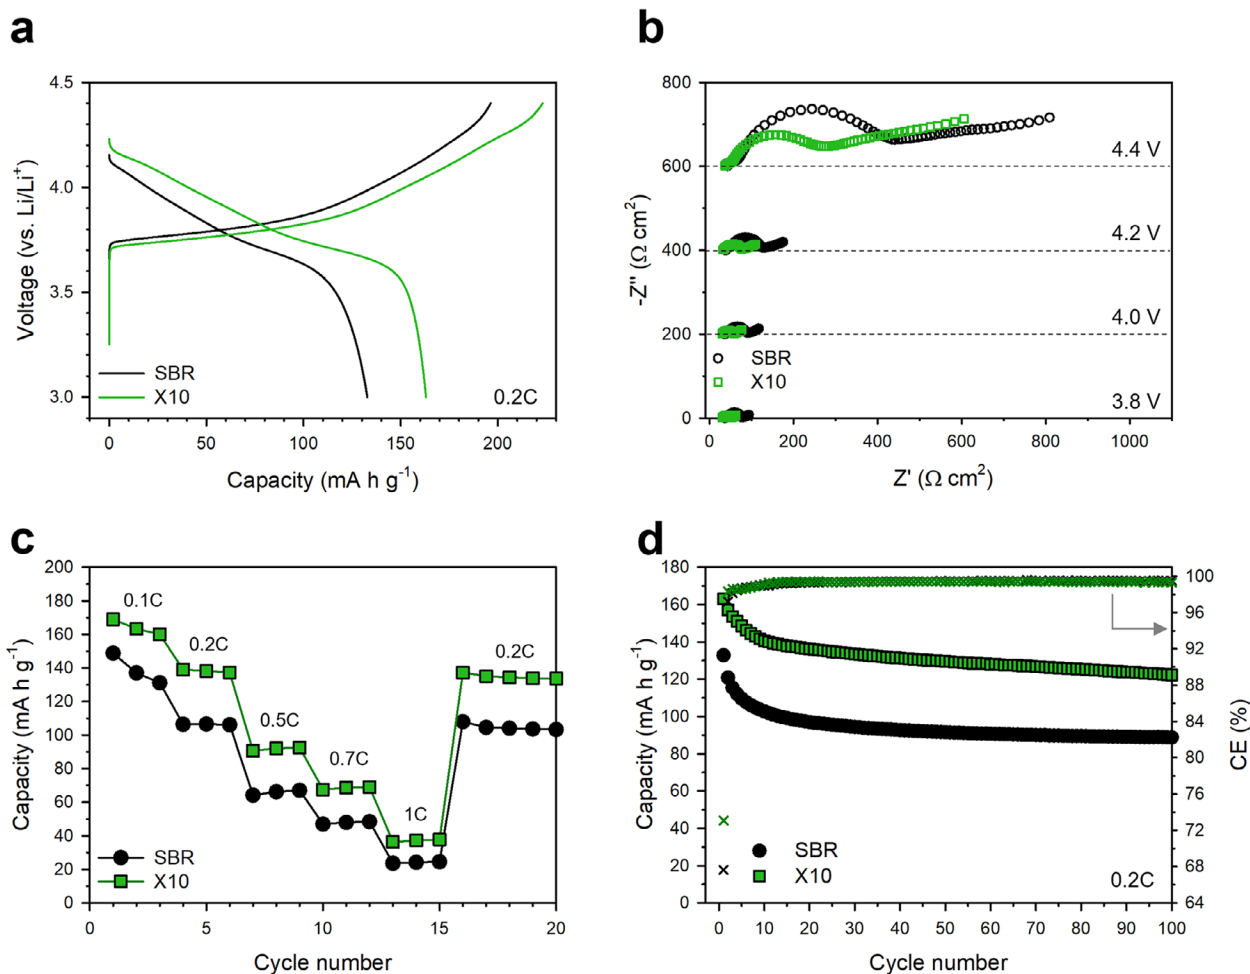 a
4.5
4.0
3.5
3.0
Voltage (vs. Li/Li+)
SBR
X10
0.2C
0 50 100 150 200
Capacity (mA h g-1)
b
800
600
400
200
0
-Z'' (Ω cm2)
4.4 V
4.2 V
4.0 V
3.8 V
SBR
X10
0 200 400 600 800 1000
Z' (Ω cm2)
c
200
180
160
140
120
100
80
60
40
20
0
Capacity (mA h g-1)
0.1C
0.2C
0.5C
0.7C
1C
0.2C
SBR
X10
0 5 10 15 20
Cycle number
d
180
160
140
120
100
80
60
40
20
0
Capacity (mA h g-1)
100
96
92
88
84
80
76
72
68
64
CE (%)
SBR
X10
0.2C
0 10 20 30 40 50 60 70 80 90 100
Cycle number